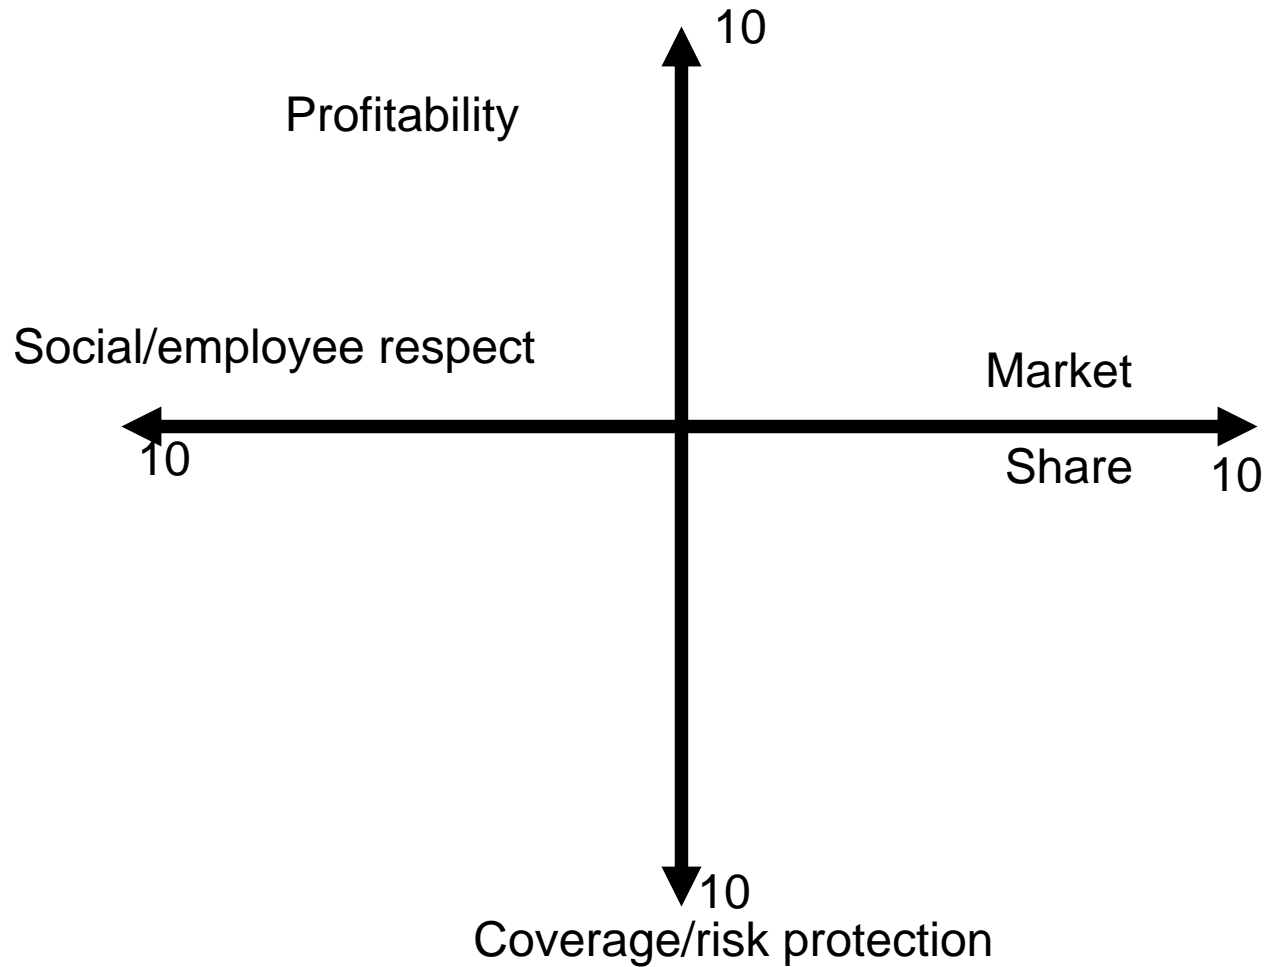 10
Profitability
Social/employee respect
Market
10
Share
10
10
Coverage/risk protection